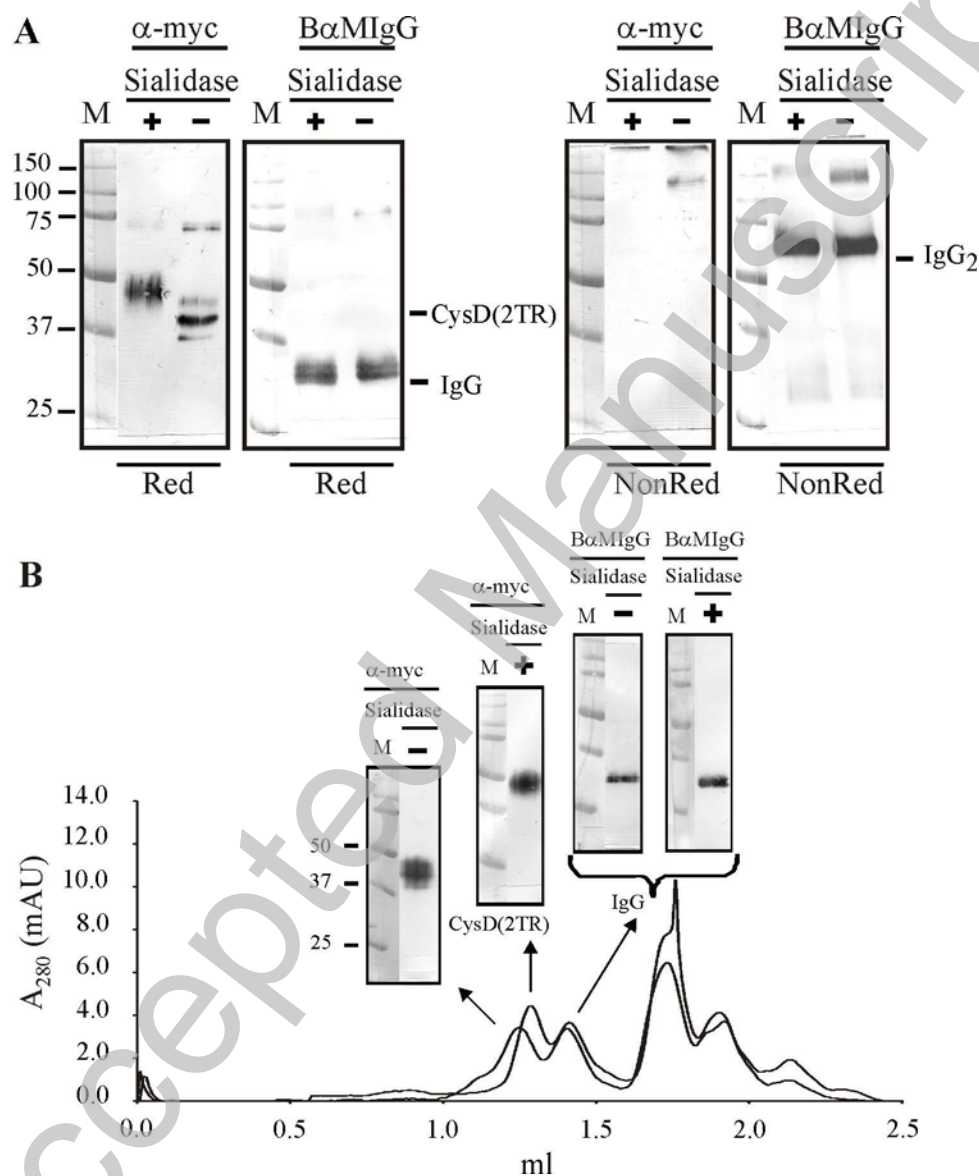 A
α-myc BαMIgG α-myc BαMIgG
Sialidase Sialidase Sialidase Sialidase
M + − M + − M + − M + −
150
100
75
50
37
25
CysD(2TR)
IgG
IgG2
Red Red NonRed NonRed
B
BαMIgG BαMIgG
Sialidase Sialidase
M − M +
α-myc
Sialidase
M +
α-myc
Sialidase
M −
50
37
25
CysD(2TR)
IgG
A280 (mAU)
14.0
12.0
10.0
8.0
6.0
4.0
2.0
0.0
0.0 0.5 1.0 1.5 2.0 2.5
ml
ccepted Manuscrip